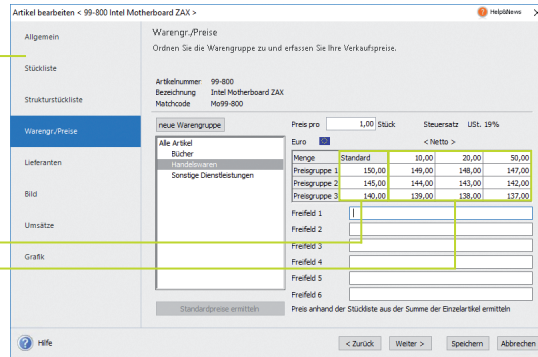 Artikel bearbeiten < 99-800 Intel Motherboard ZAX >
Help&News
Allgemein
Stückliste
Strukturstückliste
Warengr./Preise
Lieferanten
Bild
Umsätze
Grafik
Warengr./Preise
Ordnen Sie die Warengruppe zu und erfassen Sie Ihre Verkaufspreise.
Artikelnummer 99-800
Bezeichnung Intel Motherboard ZAX
Matchcode Mo99-800
neue Warengruppe
Alle Artikel
Bücher
Handelswaren
Sonstige Dienstleistungen
Standardpreise ermitteln
Preis pro 1,00 Stück Steuersatz USt. 19%
Euro < Netto >
Menge Standard 10,00 20,00 50,00
Preisgruppe 1 150,00 149,00 148,00 147,00
Preisgruppe 2 145,00 144,00 143,00 142,00
Preisgruppe 3 140,00 139,00 138,00 137,00
Freifeld 1
Freifeld 2
Freifeld 3
Freifeld 4
Freifeld 5
Freifeld 6
Preis anhand der Stückliste aus der Summe der Einzelartikel ermitteln
? Hilfe
< Zurück Weiter > Speichern Abbrechen